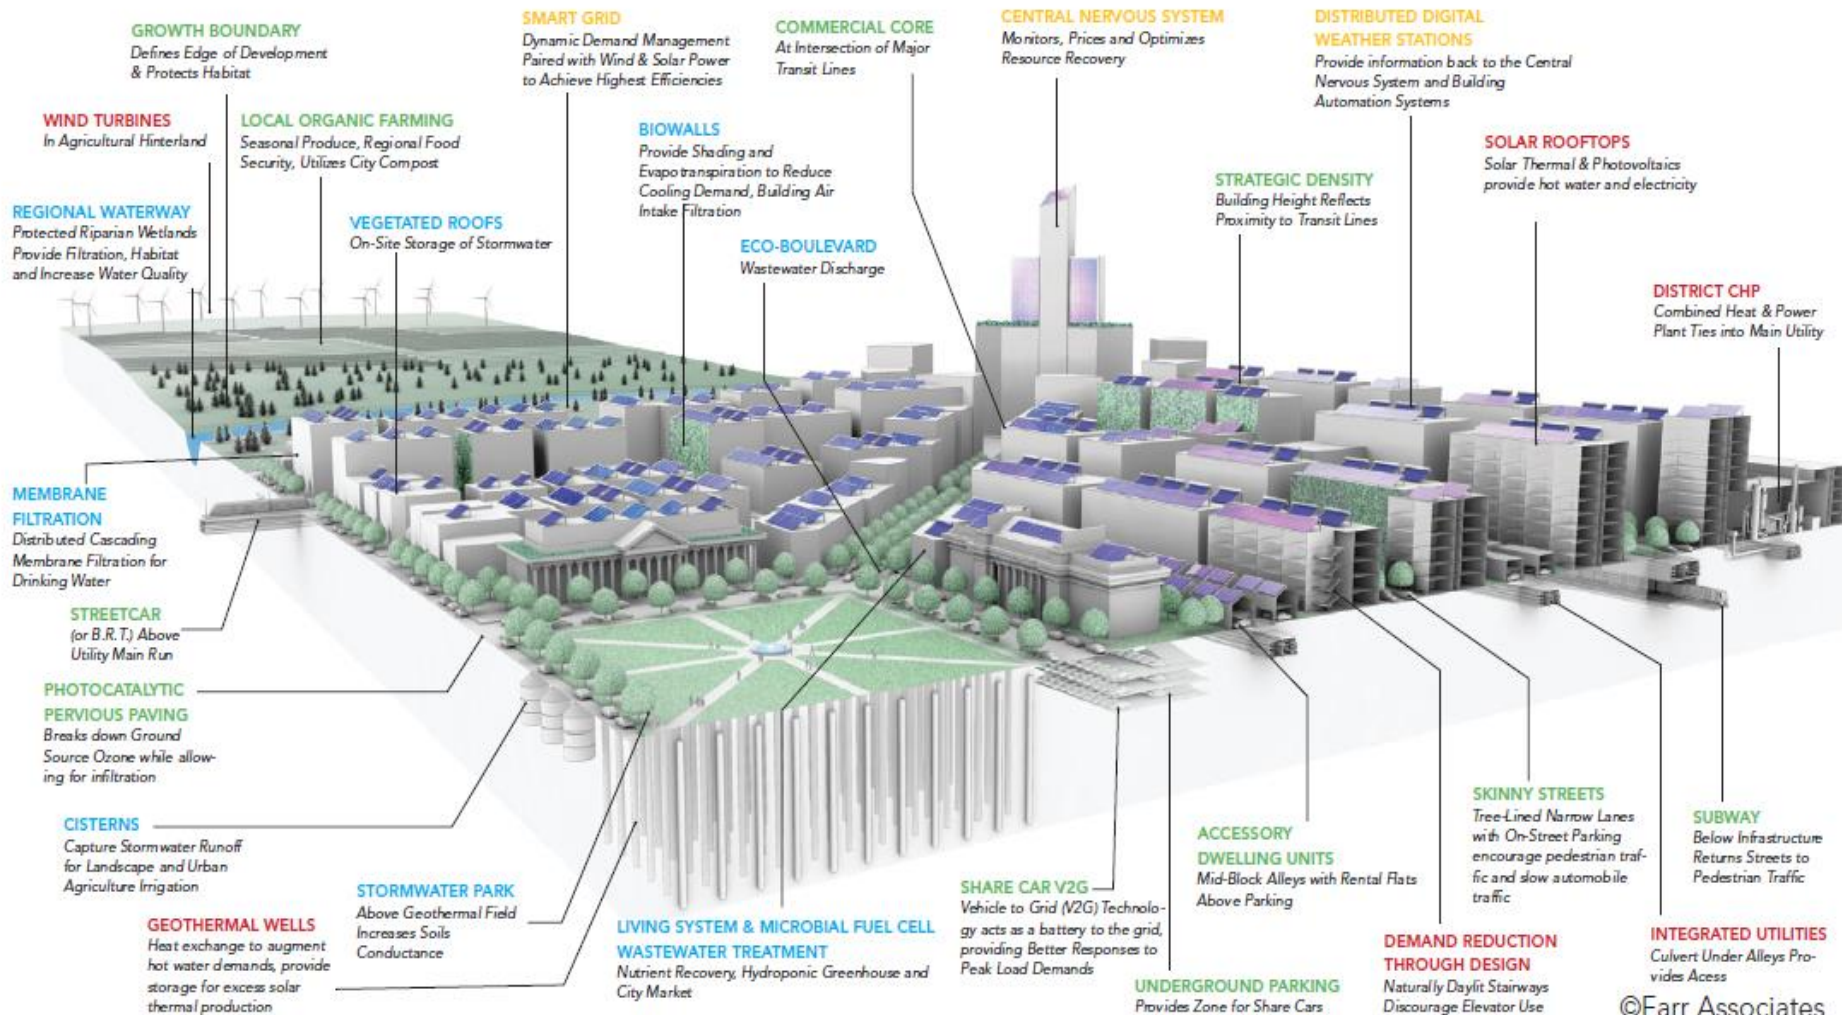 GROWTH BOUNDARY
Defines Edge of Development
& Protects Habitat
SMART GRID
Dynamic Demand Management
Paired with Wind & Solar Power
to Achieve Highest Efficiencies
COMMERCIAL CORE
At Intersection of Major
Transit Lines
CENTRAL NERVOUS SYSTEM
Monitors, Prices and Optimizes
Resource Recovery
DISTRIBUTED DIGITAL
WEATHER STATIONS
Provide information back to the Central
Nervous System and Building
Automation Systems
WIND TURBINES
In Agricultural Hinterland
LOCAL ORGANIC FARMING
Seasonal Produce, Regional Food
Security, Utilizes City Compost
BIOWALLS
Provide Shading and
Evapotranspiration to Reduce
Cooling Demand, Building Air
Intake Filtration
SOLAR ROOFTOPS
Solar Thermal & Photovoltaics
provide hot water and electricity
STRATEGIC DENSITY
Building Height Reflects
Proximity to Transit Lines
REGIONAL WATERWAY
Protected Riparian Wetlands
Provide Filtration, Habitat
and Increase Water Quality
VEGETATED ROOFS
On-Site Storage of Stormwater
ECO-BOULEVARD
Wastewater Discharge
DISTRICT CHP
Combined Heat & Power
Plant Ties into Main Utility
MEMBRANE
FILTRATION
Distributed Cascading
Membrane Filtration for
Drinking Water
STREETCAR
(or B.R.T.) Above
Utility Main Run
PHOTOCATALYTIC
PERVIOUS PAVING
Breaks down Ground
Source Ozone while allow-
ing for infiltration
CISTERNS
Capture Stormwater Runoff
for Landscape and Urban
Agriculture Irrigation
GEOTHERMAL WELLS
Heat exchange to augment
hot water demands, provide
storage for excess solar
thermal production
STORMWATER PARK
Above Geothermal Field
Increases Soils
Conductance
LIVING SYSTEM & MICROBIAL FUEL CELL
WASTEWATER TREATMENT
Nutrient Recovery, Hydroponic Greenhouse and
City Market
SHARE CAR V2G
Vehicle to Grid (V2G) Technolo-
gy acts as a battery to the grid,
providing Better Responses to
Peak Load Demands
UNDERGROUND PARKING
Provides Zone for Share Cars
ACCESSORY
DWELLING UNITS
Mid-Block Alleys with Rental Flats
Above Parking
DEMAND REDUCTION
THROUGH DESIGN
Naturally Daylit Stairways
Discourage Elevator Use
SKINNY STREETS
Tree-Lined Narrow Lanes
with On-Street Parking
encourage pedestrian traf-
fic and slow automobile
traffic
SUBWAY
Below Infrastructure
Returns Streets to
Pedestrian Traffic
INTEGRATED UTILITIES
Culvert Under Alleys Pro-
vides Acess
©Farr Associates